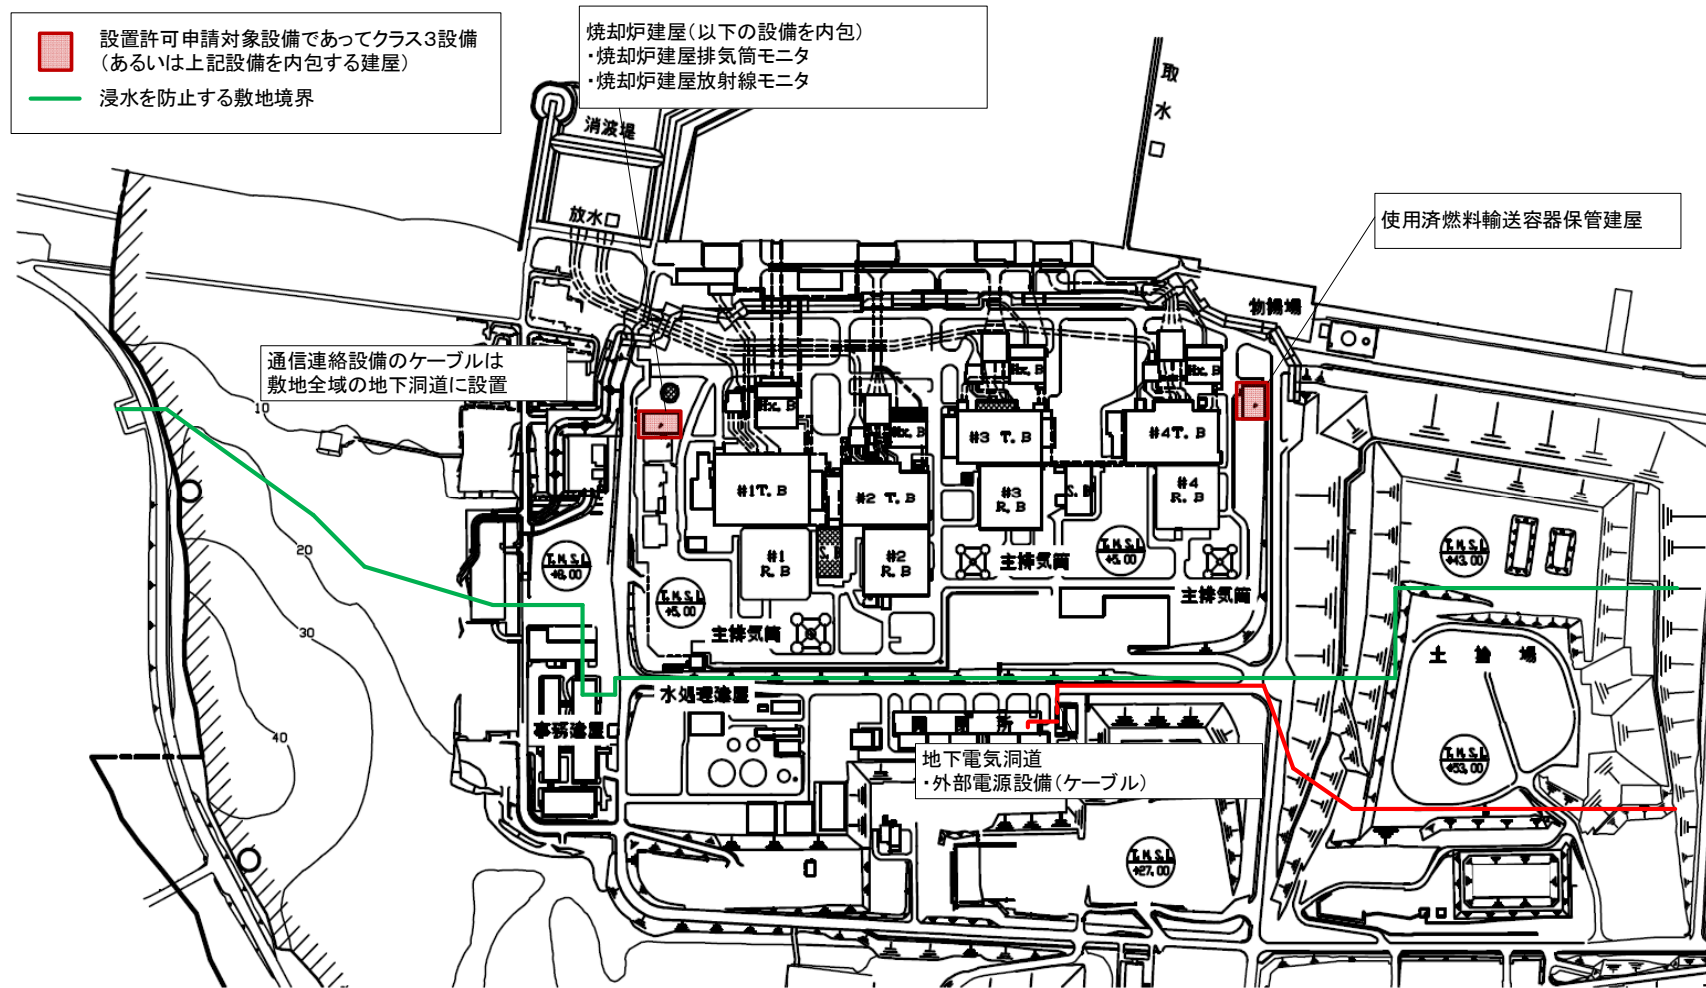 設置許可申請対象設備であってクラス3設備
(あるいは上記設備を内包する建屋)
浸水を防止する敷地境界
焼却炉建屋(以下の設備を内包)
・焼却炉建屋排気筒モニタ
・焼却炉建屋放射線モニタ
取水口
消波堤
放水口
使用済燃料輸送容器保管建屋
物揚場
通信連絡設備のケーブルは
敷地全域の地下洞道に設置
10
20
30
40
Hx. B
Hx. B
Hx. B
Hx. B
#1T. B
#2 T. B
#3 T. B
#4T. B
#1
R. B
#2
R. B
#3
R. B
#4
R. B
S. B
S. B
T.M.S.L
+8.00
T.M.S.L
+5.00
T.M.S.L
+5.00
T.M.S.L
+43.00
主排気筒
主排気筒
主排気筒
土捨場
水処理建屋
事務建屋
開閉所
地下電気洞道
・外部電源設備(ケーブル)
T.M.S.L
+53.00
T.M.S.L
+27.00